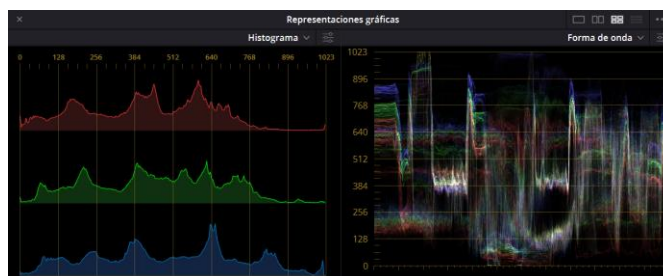 Representaciones gráficas
Histograma
Forma de onda
0 128 256 384 512 640 768 896 1023
1023
896
768
640
512
384
256
128
0